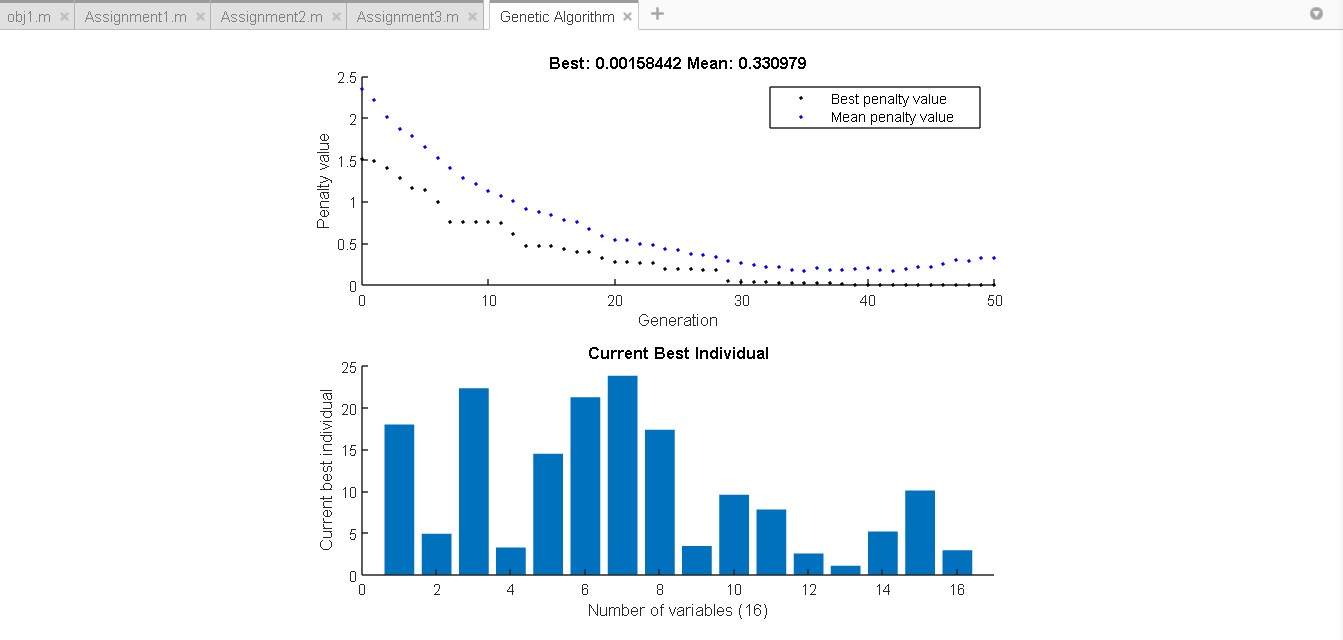 obj1.m × Assignment1.m × Assignment2.m × Assignment3.m × Genetic Algorithm × +
Best: 0.00158442 Mean: 0.330979
Best penalty value
Mean penalty value
Penalty value
2.5
2
1.5
1
0.5
0
0 10 20 30 40 50
Generation
Current Best Individual
Current best individual
25
20
15
10
5
0
0 2 4 6 8 10 12 14 16
Number of variables (16)